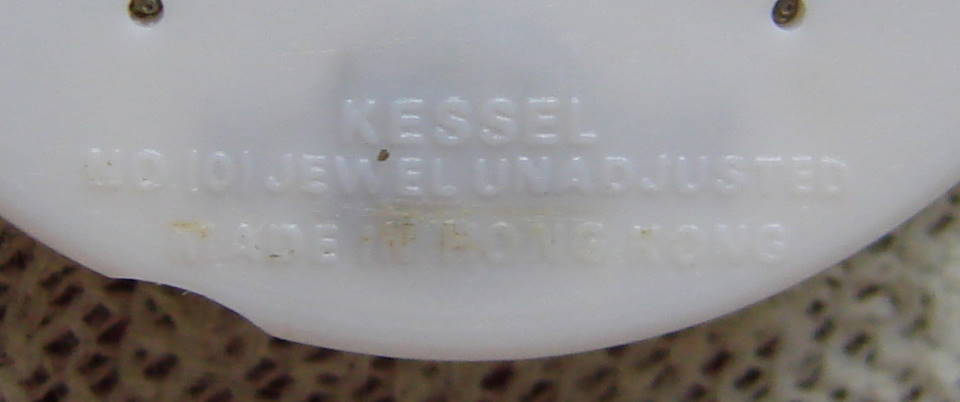 KESSEL
NO (0) JEWEL UNADJUSTED
MADE IN HONG KONG